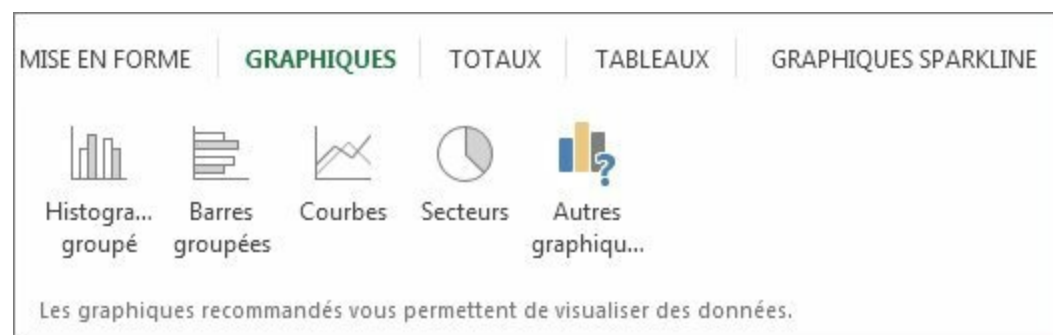 MISE EN FORME GRAPHIQUES TOTAUX TABLEAUX GRAPHIQUES SPARKLINE
Histogra... Barres Courbes Secteurs Autres
groupé groupées graphiqu...
Les graphiques recommandés vous permettent de visualiser des données.